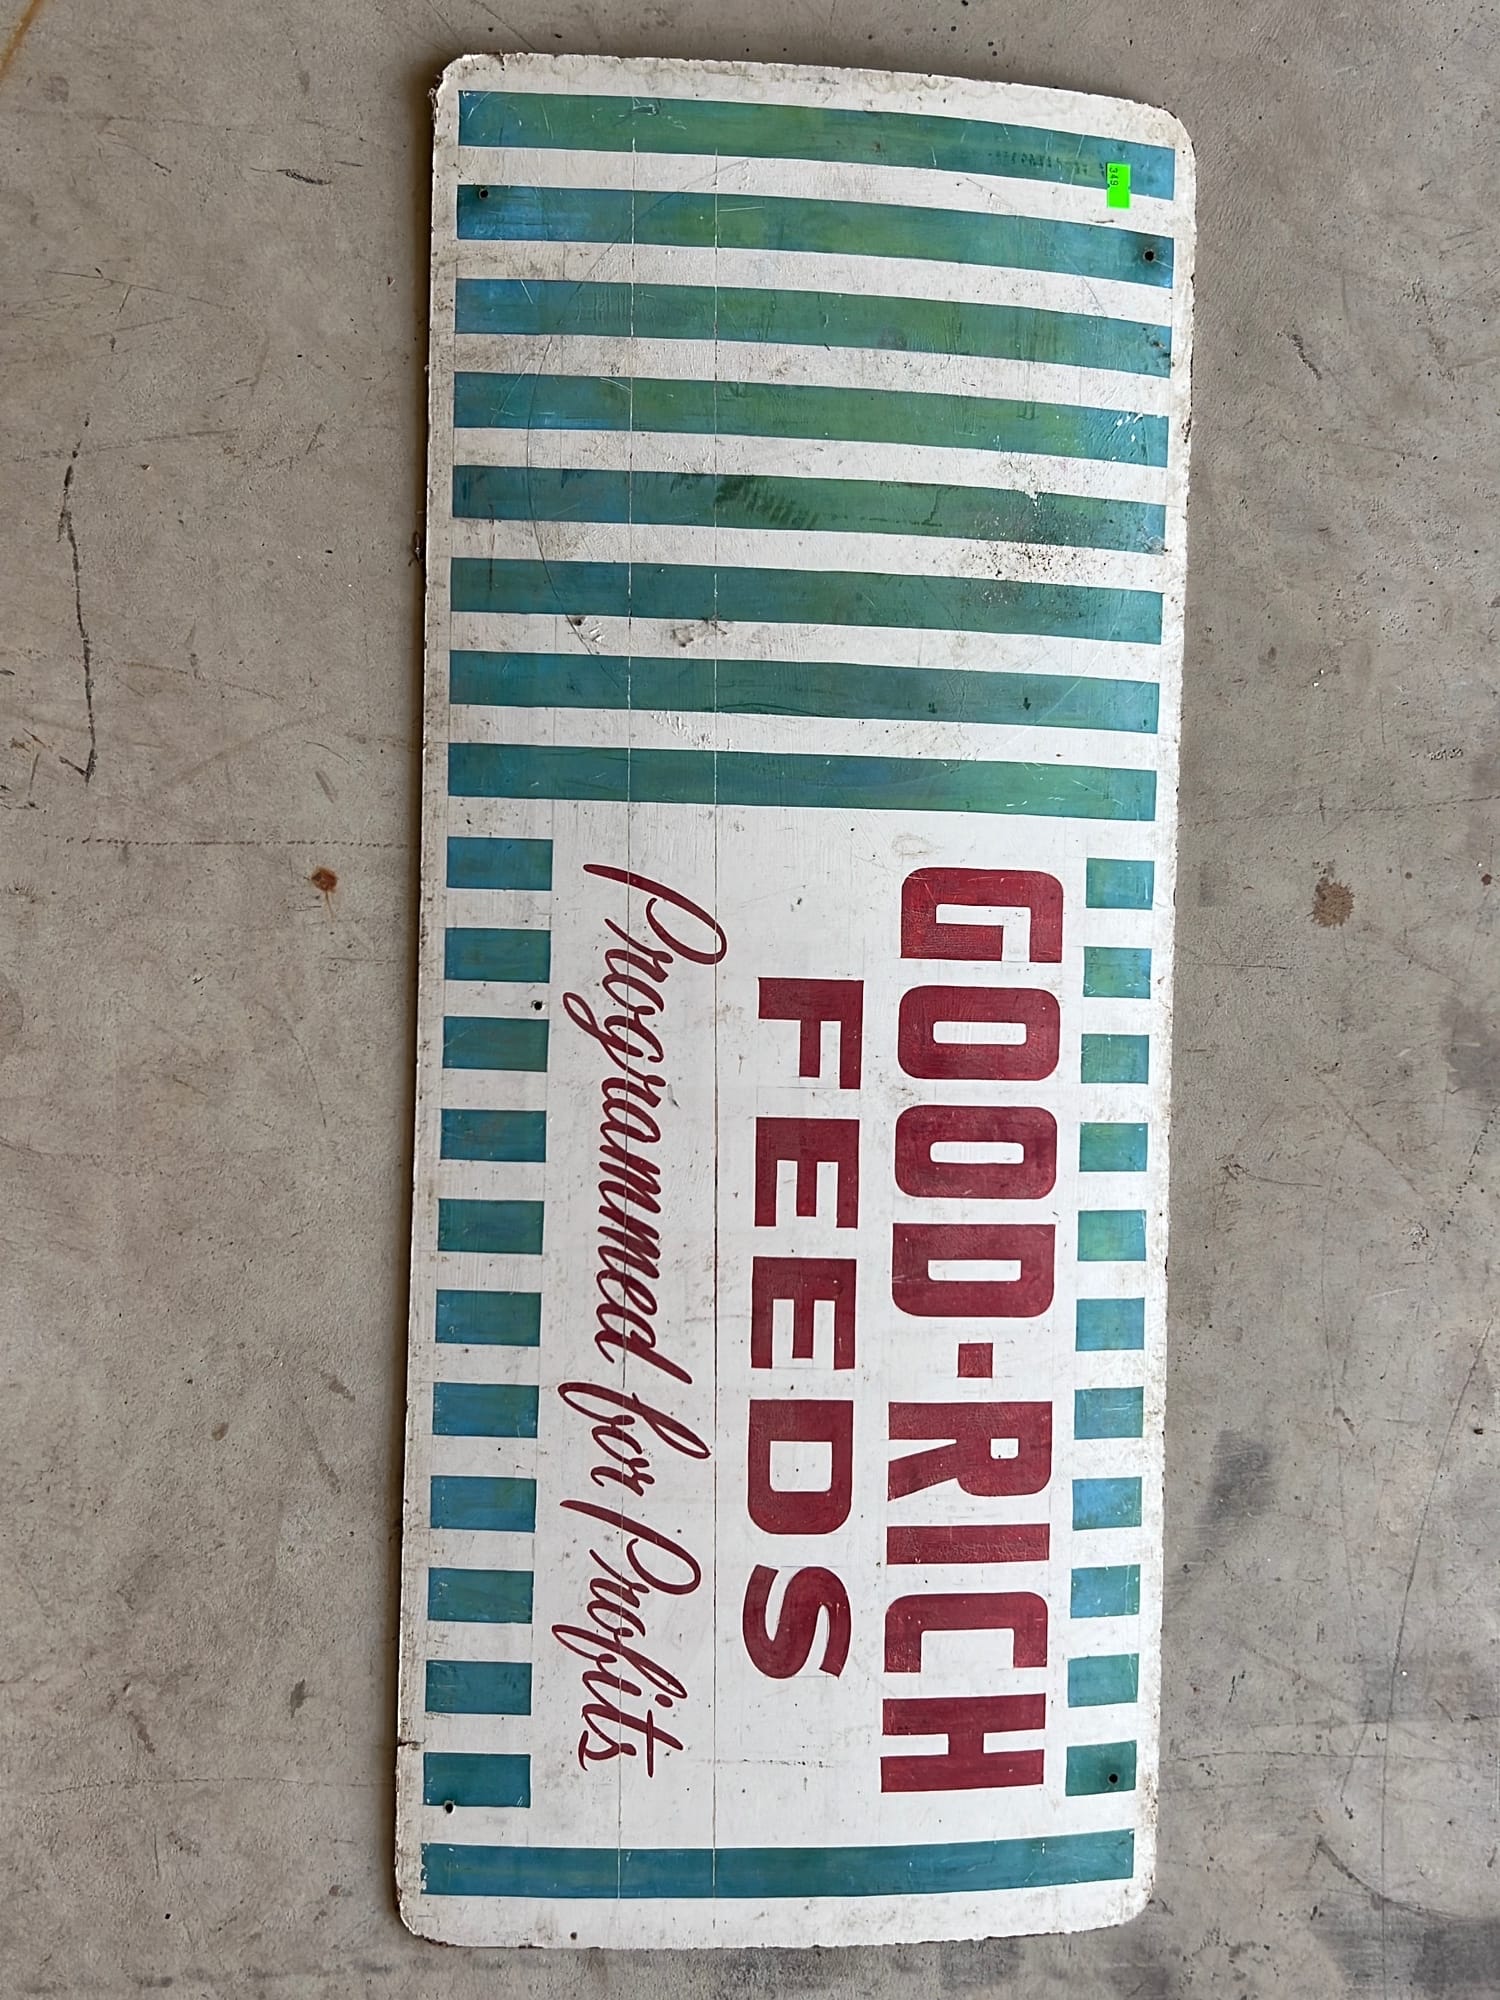 GOOD-RICH
FEEDS
Programmed for Profits
349